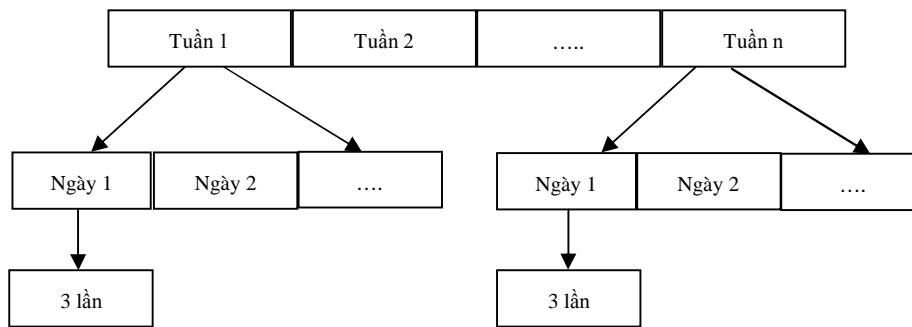 Tuần 1 Tuần 2 ….. Tuần n
Ngày 1 Ngày 2 …. Ngày 1 Ngày 2 ….
3 lần 3 lần